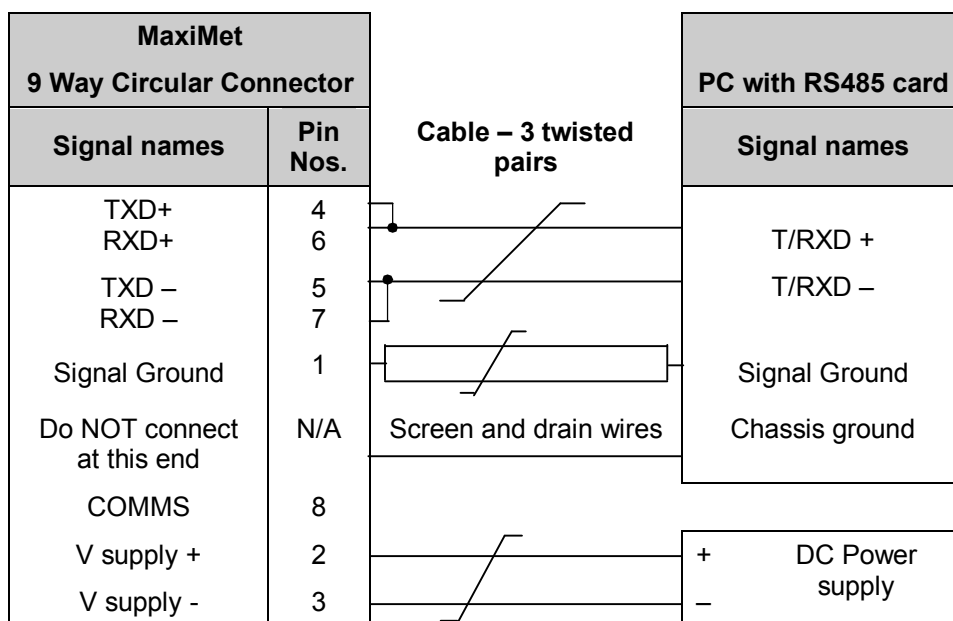 MaxiMet
9 Way Circular Connector
PC with RS485 card
Signal names
Pin
Nos.
Cable – 3 twisted
pairs
Signal names
TXD+ 4
RXD+ 6 T/RXD +
TXD – 5 T/RXD –
RXD – 7
Signal Ground 1 Signal Ground
Do NOT connect N/A Screen and drain wires Chassis ground
at this end
COMMS 8
V supply + 2 + DC Power
supply
V supply - 3 –